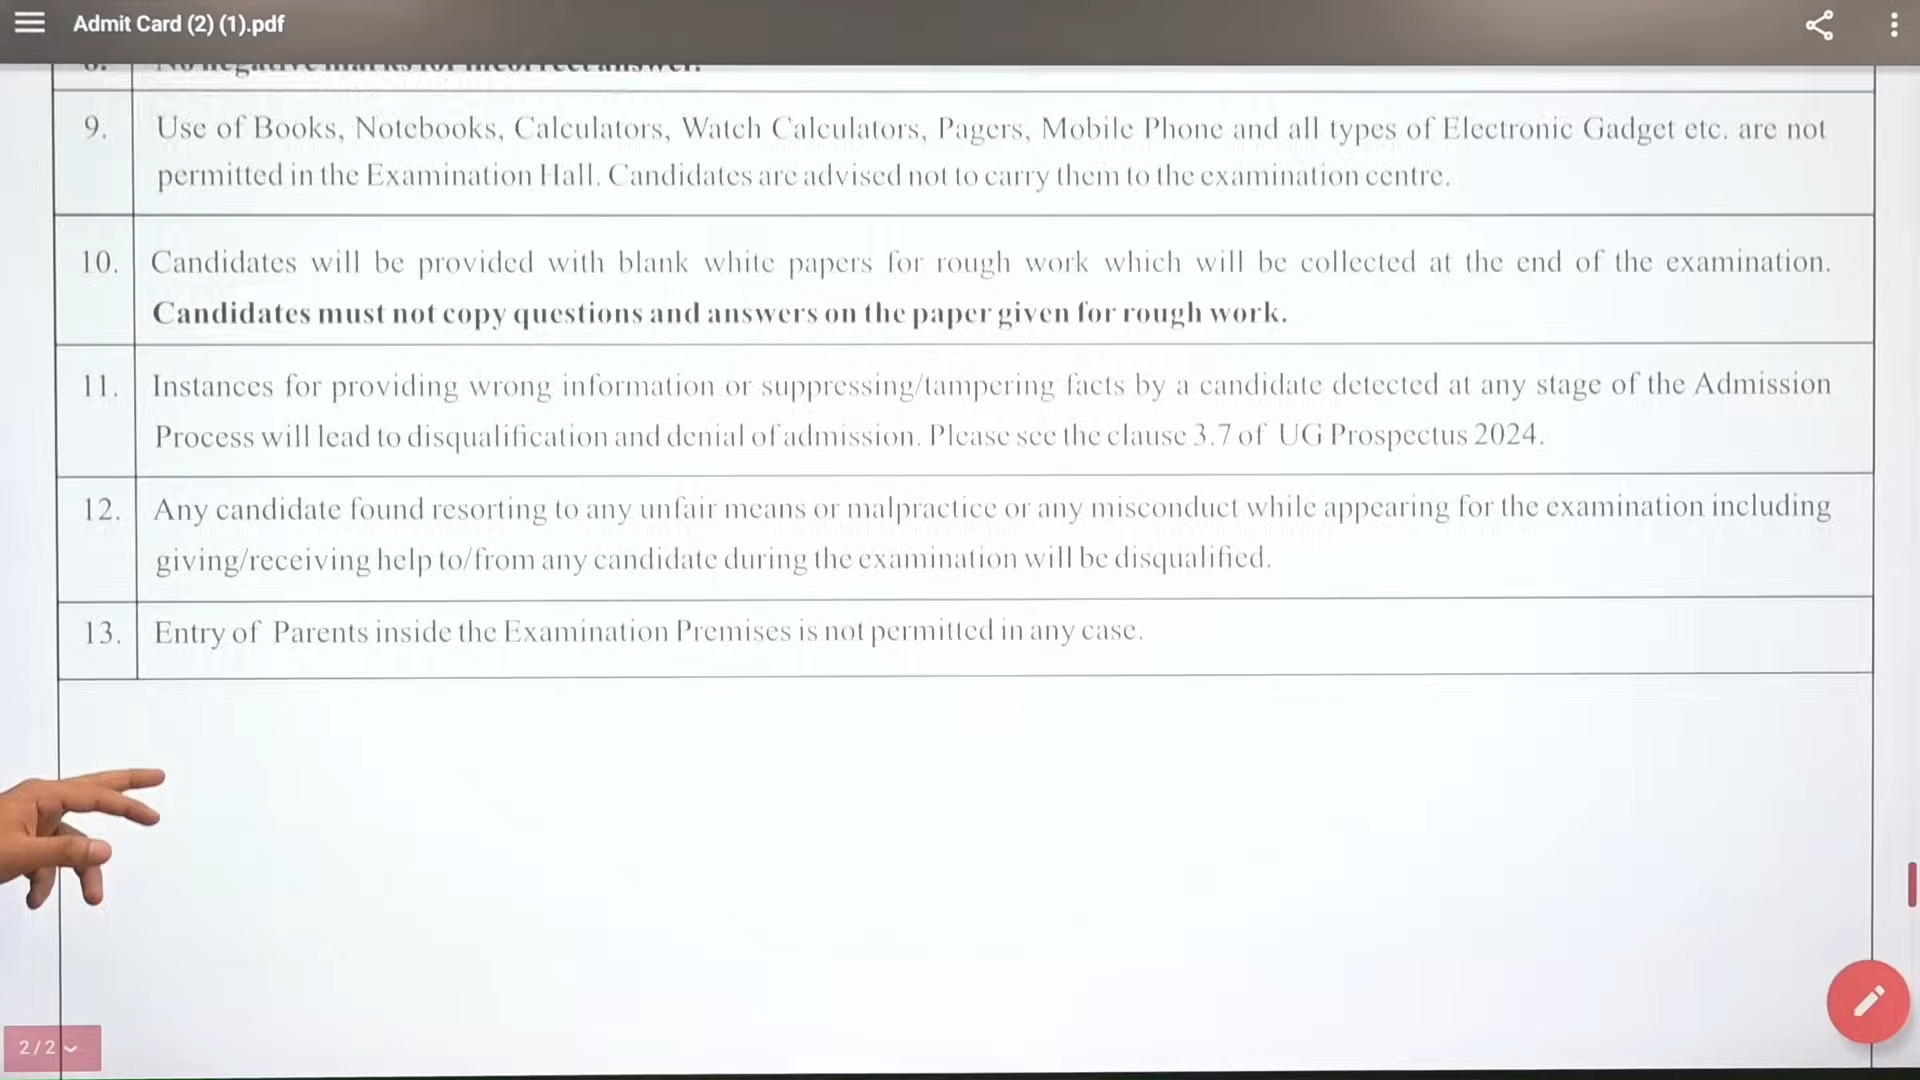 Admit Card (2) (1).pdf
8. No negative marks for incorrect answer.
9. Use of Books, Notebooks, Calculators, Watch Calculators, Pagers, Mobile Phone and all types of Electronic Gadget etc. are not
permitted in the Examination Hall. Candidates are advised not to carry them to the examination centre.
10. Candidates will be provided with blank white papers for rough work which will be collected at the end of the examination.
Candidates must not copy questions and answers on the paper given for rough work.
11. Instances for providing wrong information or suppressing/tampering facts by a candidate detected at any stage of the Admission
Process will lead to disqualification and denial of admission. Please see the clause 3.7 of UG Prospectus 2024.
12. Any candidate found resorting to any unfair means or malpractice or any misconduct while appearing for the examination including
giving/receiving help to/from any candidate during the examination will be disqualified.
13. Entry of Parents inside the Examination Premises is not permitted in any case.
2/2